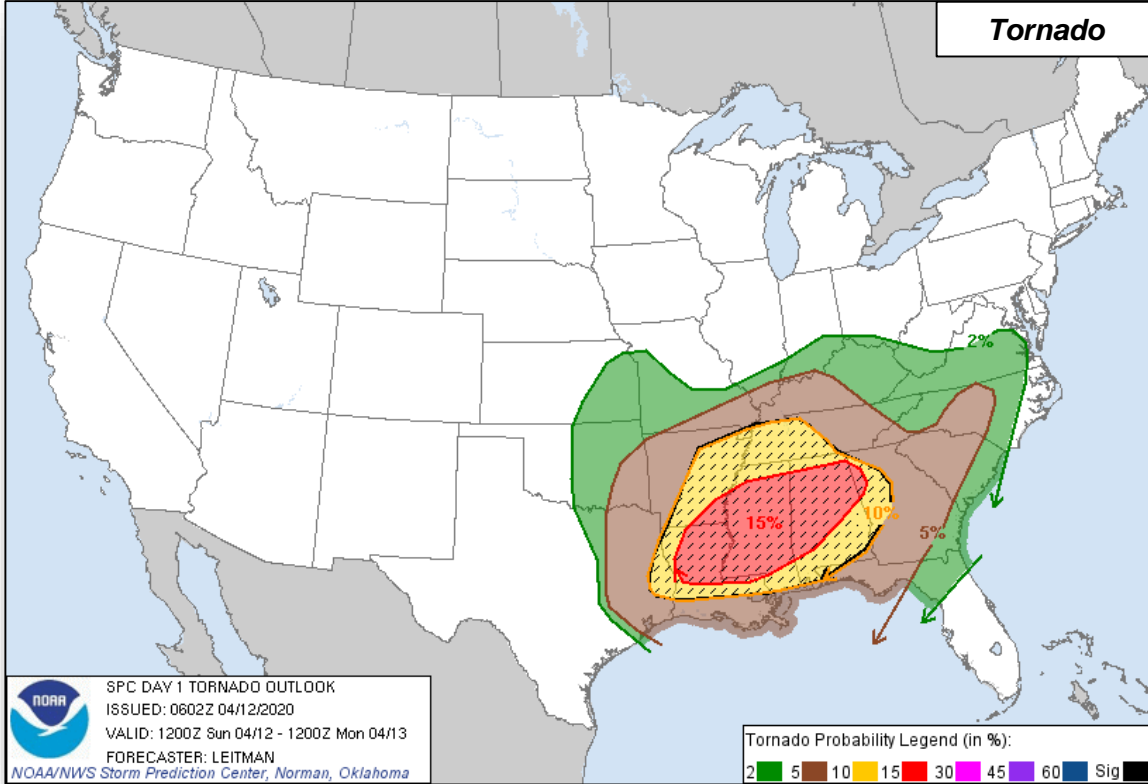 Tornado
2%
15%
10%
5%
NOAA
SPC DAY 1 TORNADO OUTLOOK
ISSUED: 0602Z 04/12/2020
VALID: 1200Z Sun 04/12 - 1200Z Mon 04/13
FORECASTER: LEITMAN
NOAA/NWS Storm Prediction Center, Norman, Oklahoma
Tornado Probability Legend (in %):
2 5 10 15 30 45 60 Sig